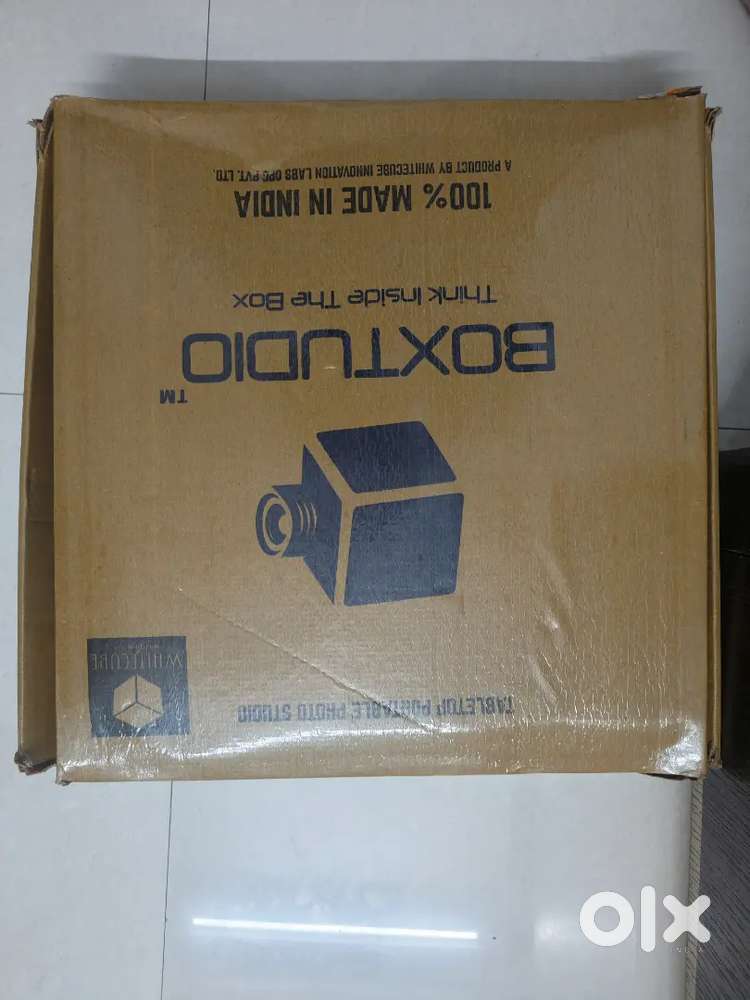 TABLETOP PORTABLE PHOTO STUDIO
WHITECUBE
BOXTUDIO
TM
Think Inside The Box
100% MADE IN INDIA
A PRODUCT BY WHITECUBE INNOVATION LABS OPC PVT. LTD.
olx
INDIA